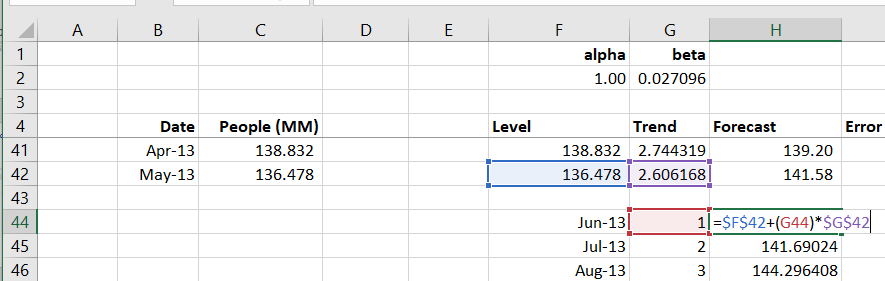 A B C D E F G H
1 alpha beta
2 1.00 0.027096
3
4 Date People (MM) Level Trend Forecast Error
41 Apr-13 138.832 138.832 2.744319 139.20
42 May-13 136.478 136.478 2.606168 141.58
43
44 Jun-13 1 =$F$42+(G44)*$G$42
45 Jul-13 2 141.69024
46 Aug-13 3 144.296408